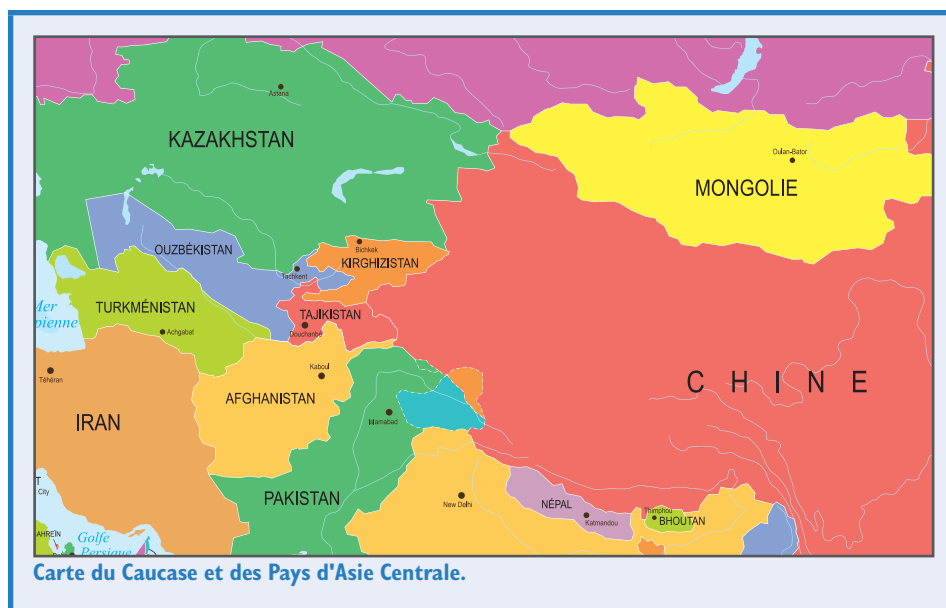 Astana
KAZAKHSTAN
Oulan-Bator
MONGOLIE
OUZBÉKISTAN
Bichkek
KIRGHIZISTAN
Tachkent
Mer
pienne
TURKMÉNISTAN
TAJIKISTAN
Achgabat
Douchanbé
Téhéran
Kaboul
AFGHANISTAN
CHINE
IRAN
Islamabad
T
City
PAKISTAN
New Delhi
NÉPAL
Katmandou
Thimphou
BHOUTAN
AHREÏN
Golfe
Persique
Carte du Caucase et des Pays d'Asie Centrale.